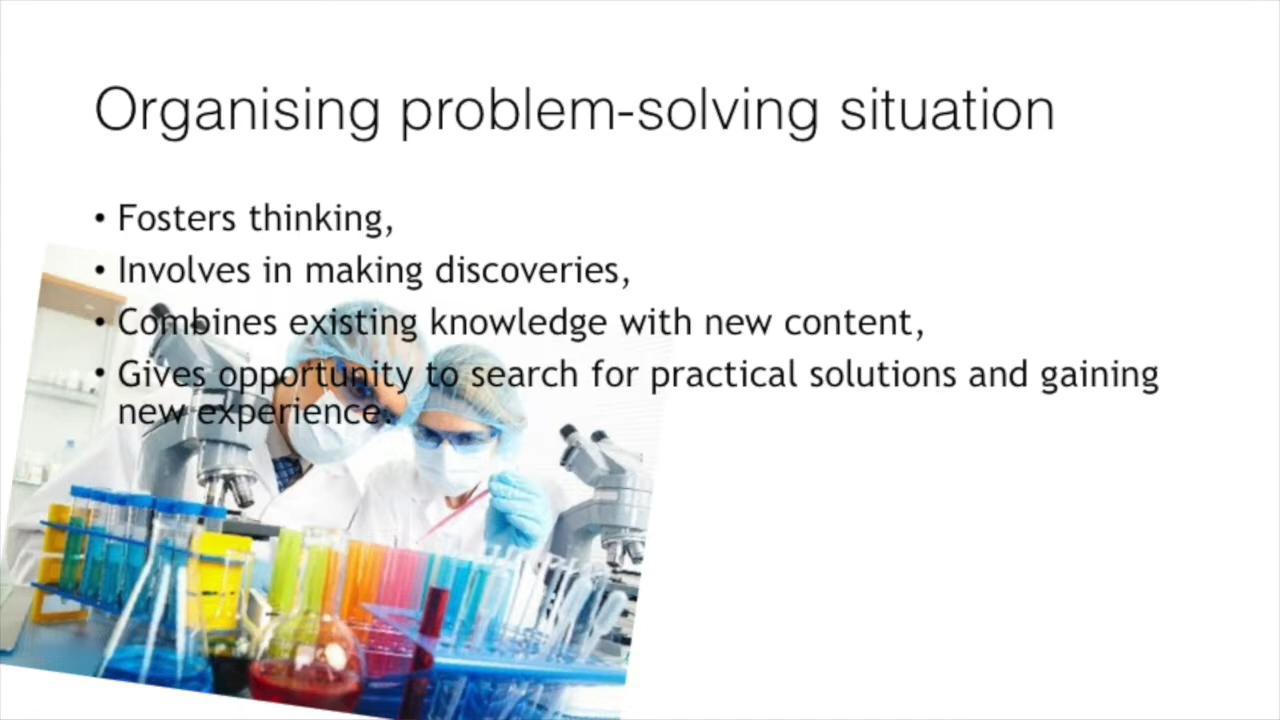 Organising problem-solving situation
• Fosters thinking,
• Involves in making discoveries,
• Combines existing knowledge with new content,
• Gives opportunity to search for practical solutions and gaining
new experience.